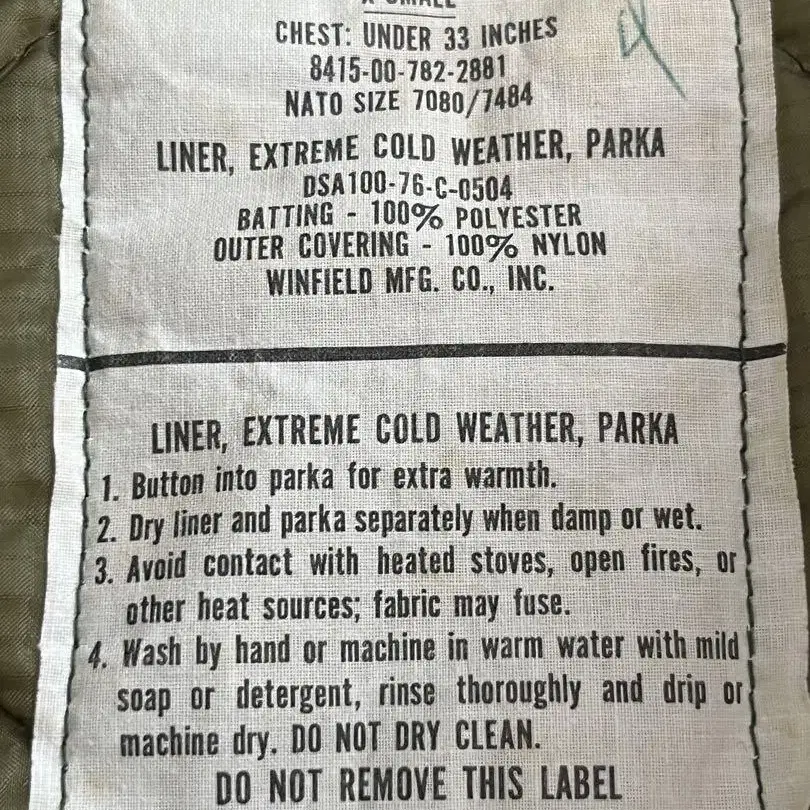 X-SMALL
CHEST: UNDER 33 INCHES
8415-00-782-2881
NATO SIZE 7080/7484
LINER, EXTREME COLD WEATHER, PARKA
DSA100-76-C-0504
BATTING - 100% POLYESTER
OUTER COVERING - 100% NYLON
WINFIELD MFG. CO., INC.
LINER, EXTREME COLD WEATHER, PARKA
1. Button into parka for extra warmth.
2. Dry liner and parka separately when damp or wet.
3. Avoid contact with heated stoves, open fires, or
other heat sources; fabric may fuse.
4. Wash by hand or machine in warm water with mild
soap or detergent, rinse thoroughly and drip or
machine dry. DO NOT DRY CLEAN.
DO NOT REMOVE THIS LABEL